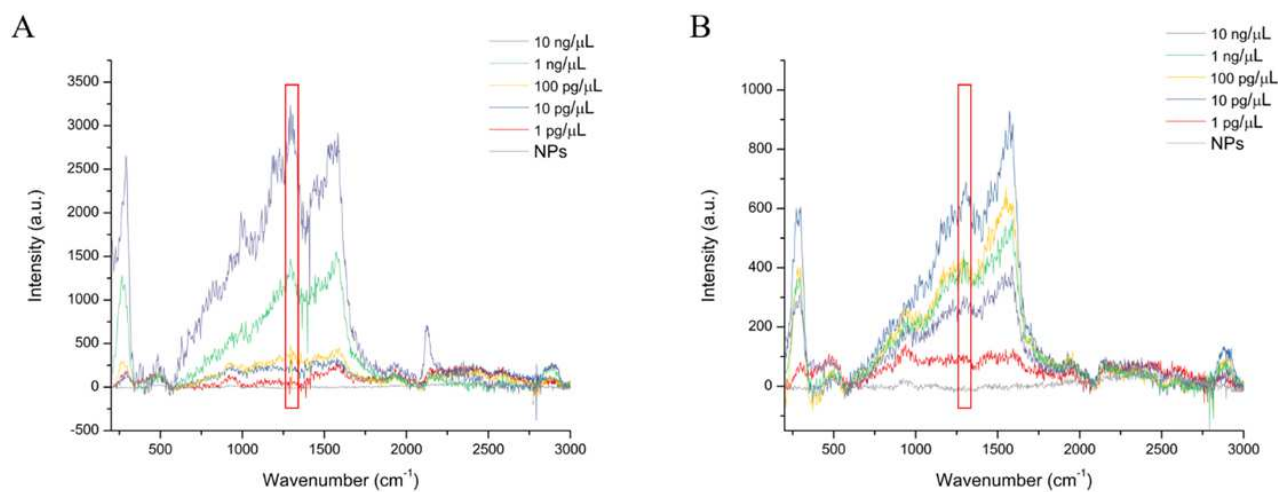 A
10 ng/μL
1 ng/μL
100 pg/μL
10 pg/μL
1 pg/μL
NPs
3500
3000
2500
2000
1500
1000
500
0
-500
Intensity (a.u.)
500 1000 1500 2000 2500 3000
Wavenumber (cm⁻¹)
B
10 ng/μL
1 ng/μL
100 pg/μL
10 pg/μL
1 pg/μL
NPs
1000
800
600
400
200
0
Intensity (a.u.)
500 1000 1500 2000 2500 3000
Wavenumber (cm⁻¹)